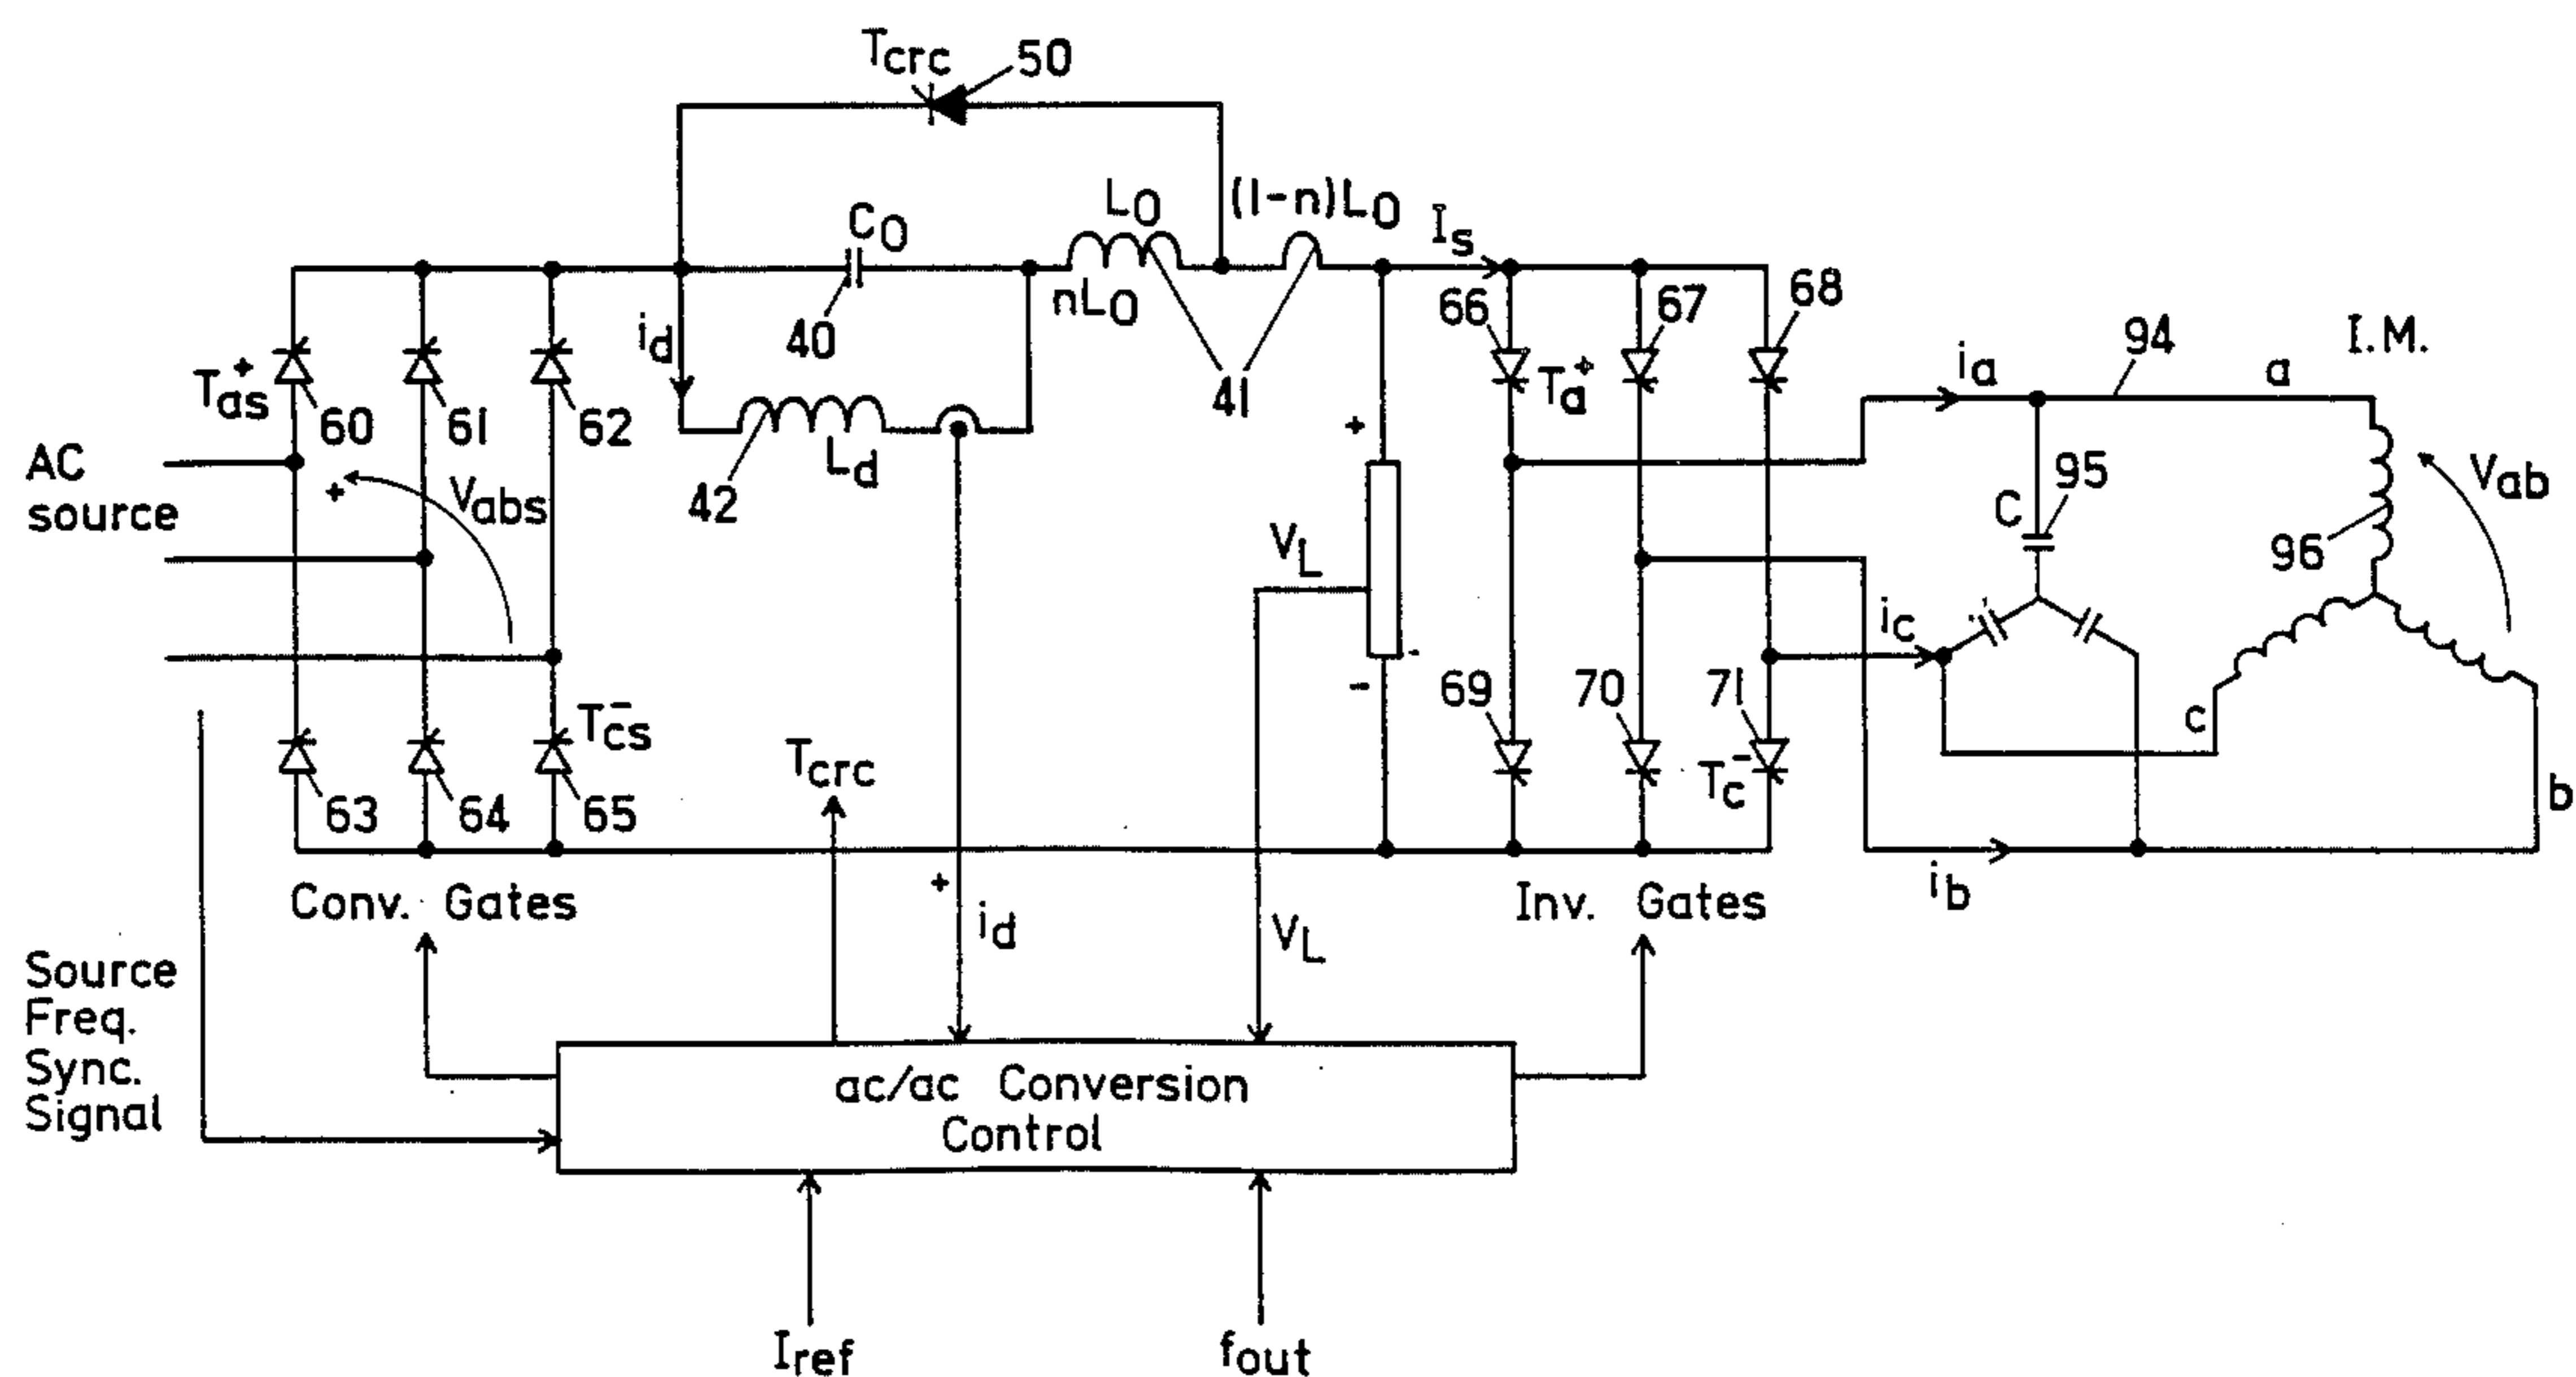 Tcrc
50
C0
L0
(1-n)L0
Is
nL0
40
id
41
66
67
68
Tas+
60
61
62
Ta+
ia
94
a
I.M.
AC
source
+
Vabs
42
Ld
+
VL
C
95
96
Vab
ic
63
64
65
Tcs-
Tcrc
-
69
70
71
Tc-
c
b
Conv. Gates
+
id
VL
Inv. Gates
ib
Source
Freq.
Sync.
Signal
ac/ac Conversion
Control
Iref
fout